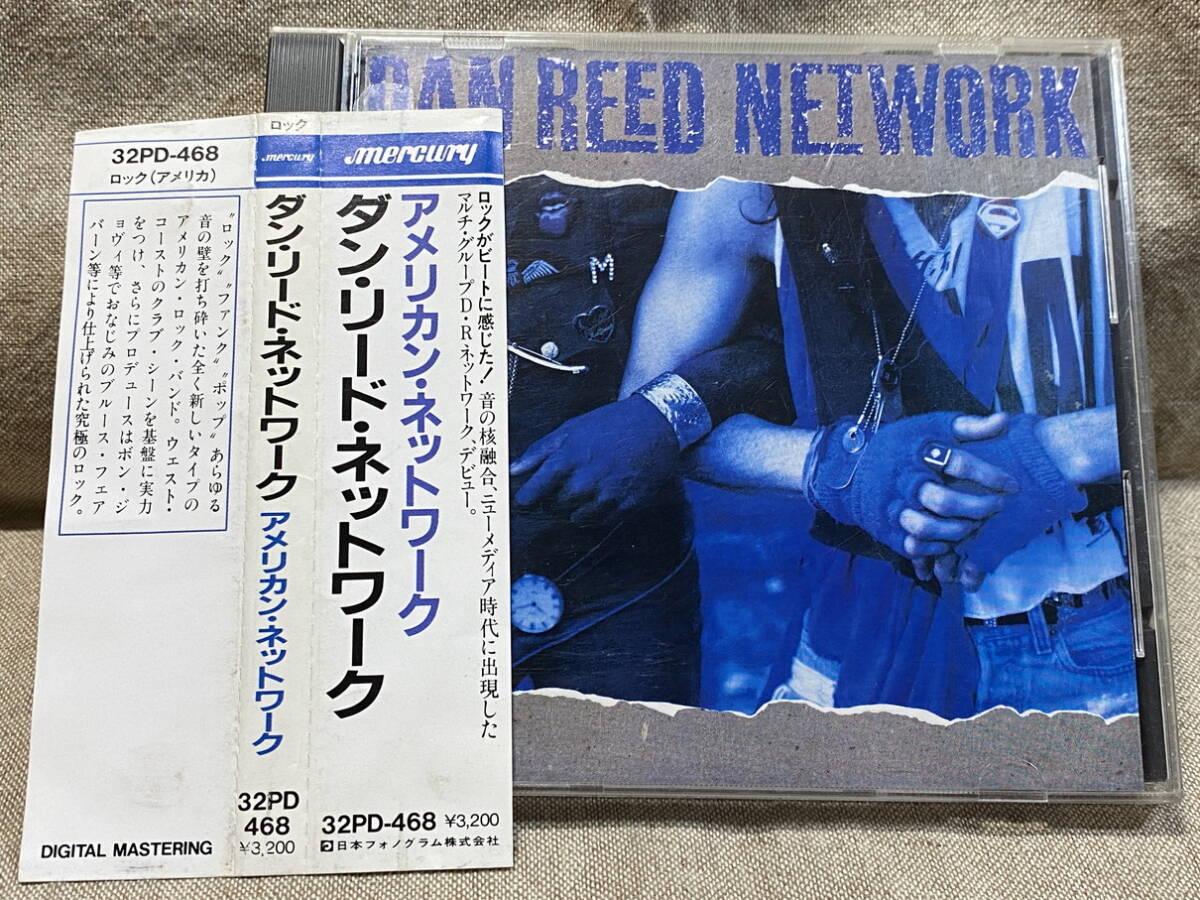 DAN REED NETWORK
M
32PD-468
ロック(アメリカ)
"ロック""ファンク""ポップ"あらゆる
音の壁を打ち砕いた全く新しいタイプの
アメリカン・ロック・バンド。ウェスト・
コーストのクラブ・シーンを基盤に実力
をつけ、さらにプロデュースはボン・ジ
ョヴィ等でおなじみのブルース・フェア
バーン等により仕上げられた究極のロック。
DIGITAL MASTERING
ロック
mercury
ダン・リード・ネットワーク アメリカン・ネットワーク
32PD
468
¥3,200
mercury
ロックがビートに感じた!音の核融合、ニューメディア時代に出現した
マルチ・グループD・R・ネットワーク、デビュー。
アメリカン・ネットワーク
ダン・リード・ネットワーク
32PD-468 ¥3,200
日本フォノグラム株式会社